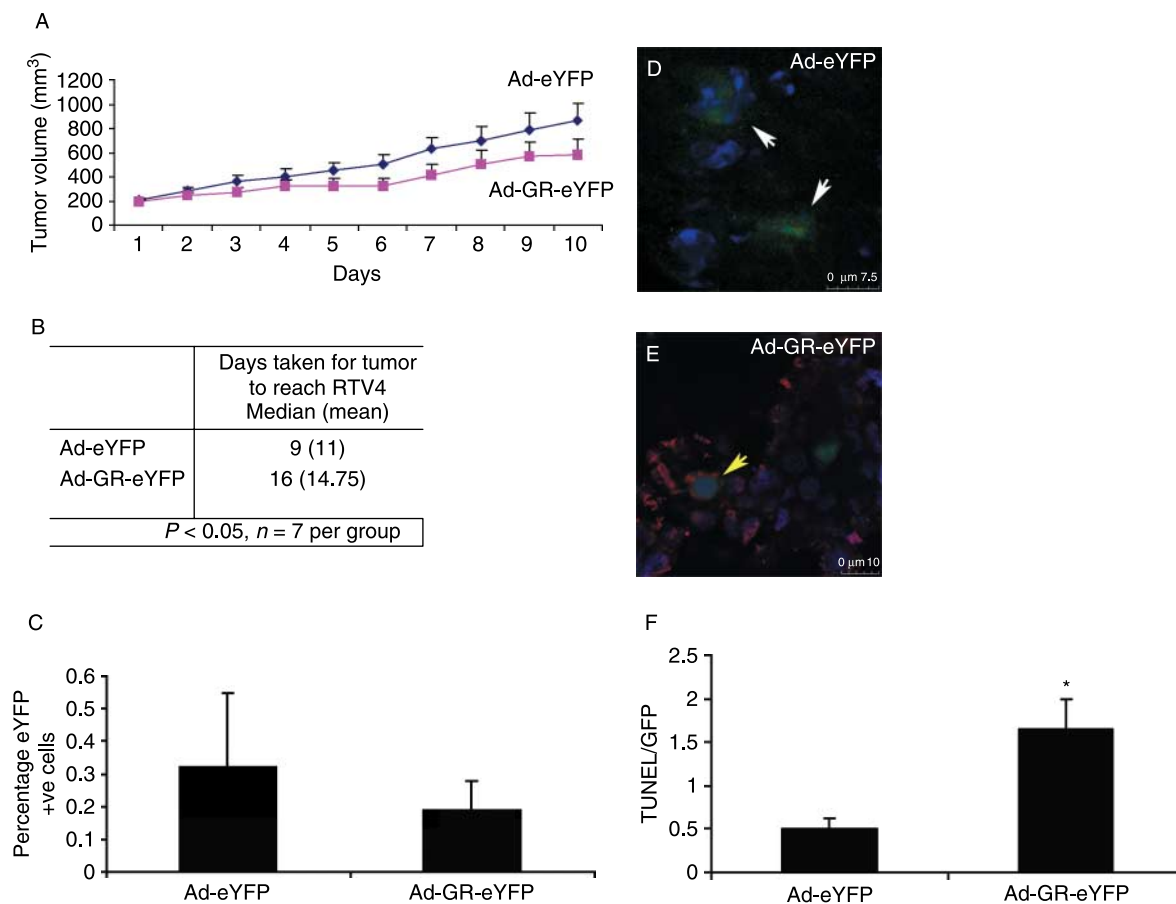 A
Tumor volume (mm³)
1200
1000
800
600
400
200
0
1 2 3 4 5 6 7 8 9 10
Days
Ad-eYFP
Ad-GR-eYFP
B
Days taken for tumor
to reach RTV4
Median (mean)
Ad-eYFP 9 (11)
Ad-GR-eYFP 16 (14.75)
P < 0.05, n = 7 per group
C
Percentage eYFP
+ve cells
0.6
0.5
0.4
0.3
0.2
0.1
0
Ad-eYFP Ad-GR-eYFP
D Ad-eYFP
0 µm 7.5
E Ad-GR-eYFP
0 µm 10
F
TUNEL/GFP
2.5
2
1.5
1
0.5
0
*
Ad-eYFP Ad-GR-eYFP